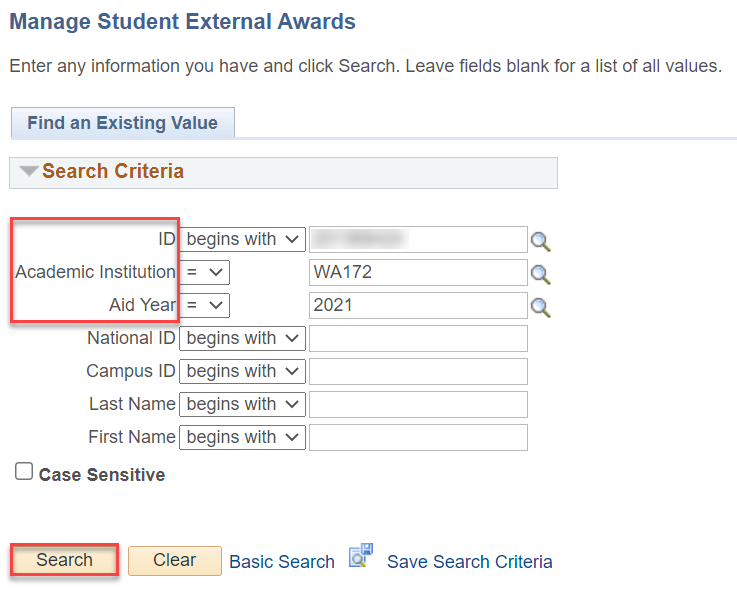 Manage Student External Awards
Enter any information you have and click Search. Leave fields blank for a list of all values.
Find an Existing Value
Search Criteria
ID begins with
Academic Institution = WA172
Aid Year = 2021
National ID begins with
Campus ID begins with
Last Name begins with
First Name begins with
Case Sensitive
Search Clear Basic Search Save Search Criteria